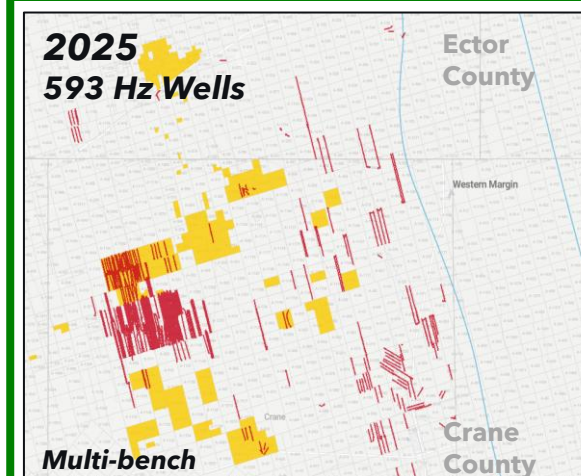 2025
593 Hz Wells
Ector
County
Western Margin
Crane
Crane
County
Multi-bench